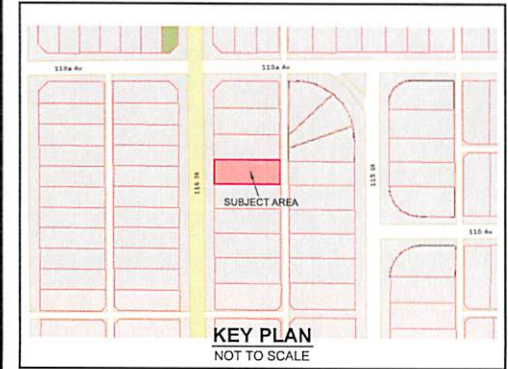 110a Av
110a Av
116 St
115 St
SUBJECT AREA
110 Av
KEY PLAN
NOT TO SCALE